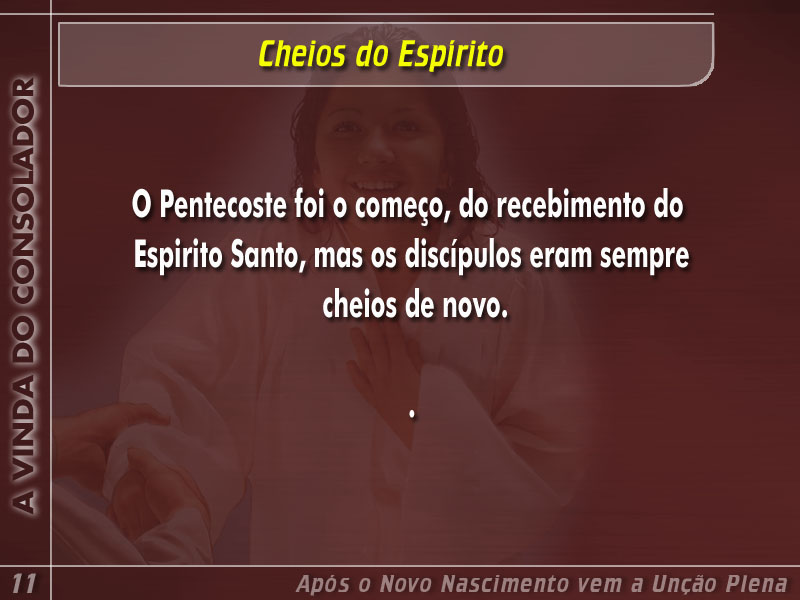 Cheios do Espírito
A VINDA DO CONSOLADOR
O Pentecoste foi o começo, do recebimento do
Espirito Santo, mas os discípulos eram sempre
cheios de novo.
.
11
Após o Novo Nascimento vem a Unção Plena